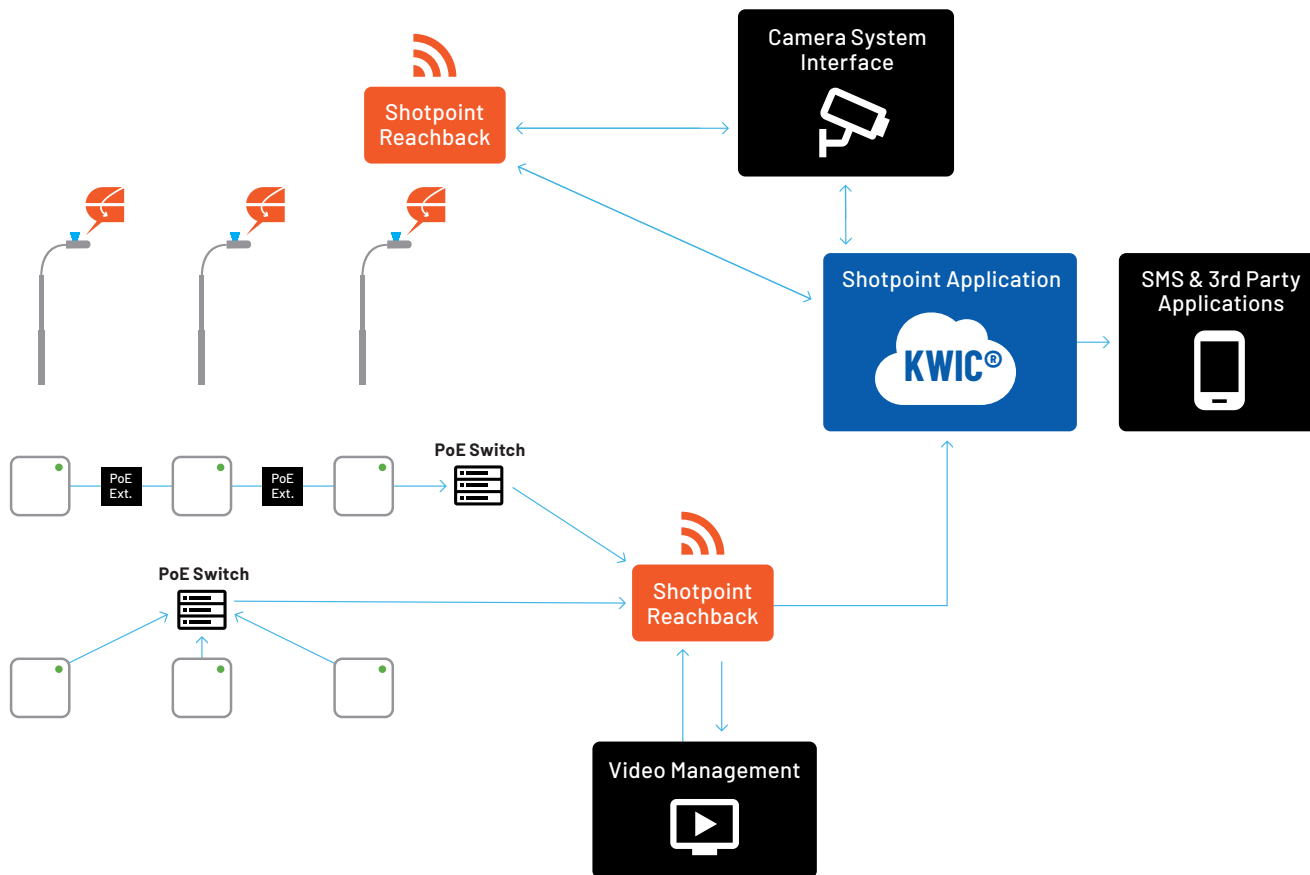 Camera System
Interface
Shotpoint
Reachback
Shotpoint Application
KWIC®
SMS & 3rd Party
Applications
PoE Switch
PoE
Ext.
PoE
Ext.
PoE Switch
Shotpoint
Reachback
Video Management